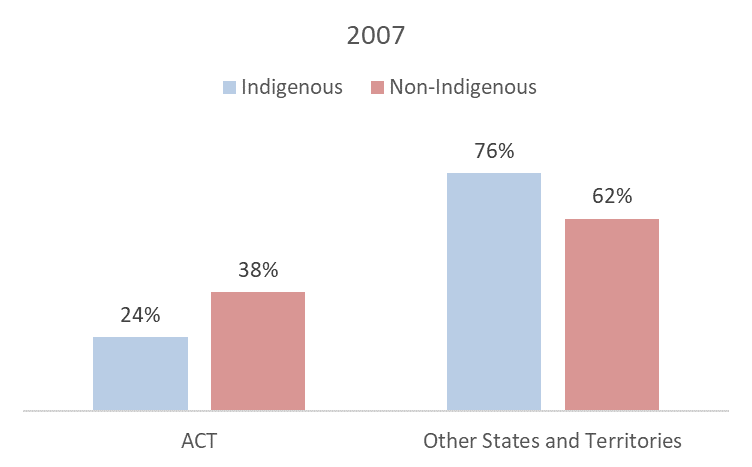 2007
Indigenous Non-Indigenous
76%
62%
38%
24%
ACT Other States and Territories